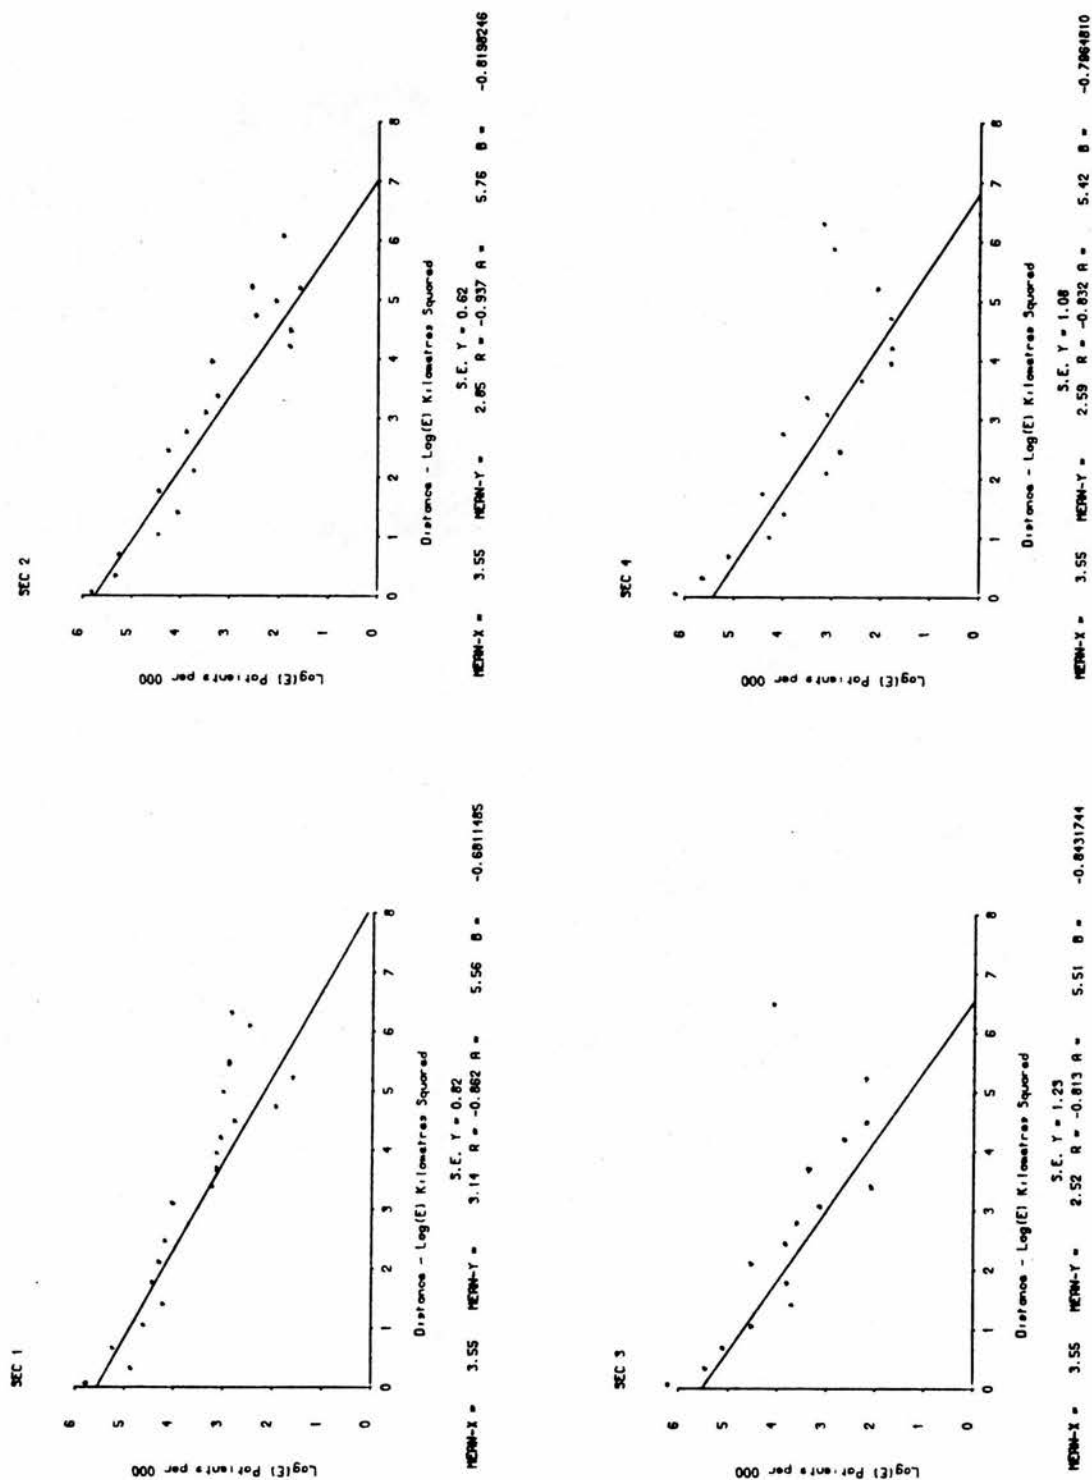 SEC 1
Log(E) Patients per 000
6
5
4
3
2
1
0
0 1 2 3 4 5 6 7 8
Distance - Log(E) Kilometres Squared
S.E. Y = 0.82
MEAN-X = 3.55 MEAN-Y = 3.14 R = -0.862 A = 5.56 B = -0.6811485
SEC 2
Log(E) Patients per 000
6
5
4
3
2
1
0
0 1 2 3 4 5 6 7 8
Distance - Log(E) Kilometres Squared
S.E. Y = 0.62
MEAN-X = 3.55 MEAN-Y = 2.85 R = -0.937 A = 5.76 B = -0.8198246
SEC 3
Log(E) Patients per 000
6
5
4
3
2
1
0
0 1 2 3 4 5 6 7 8
Distance - Log(E) Kilometres Squared
S.E. Y = 1.23
MEAN-X = 3.55 MEAN-Y = 2.52 R = -0.813 A = 5.51 B = -0.8431744
SEC 4
Log(E) Patients per 000
6
5
4
3
2
1
0
0 1 2 3 4 5 6 7 8
Distance - Log(E) Kilometres Squared
S.E. Y = 1.08
MEAN-X = 3.55 MEAN-Y = 2.59 R = -0.832 A = 5.42 B = -0.7964810